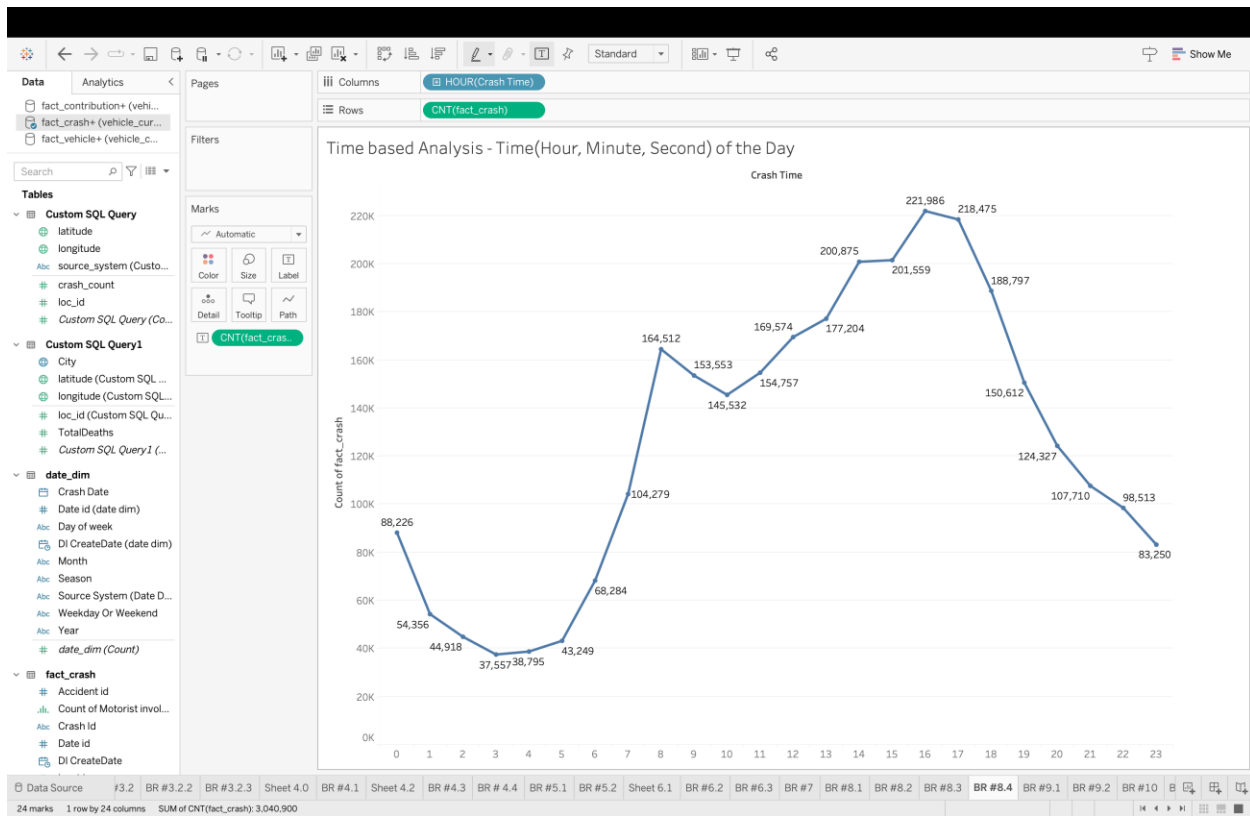 Standard
Show Me
Data
Analytics
Pages
Columns
HOUR(Crash Time)
Rows
CNT(fact_crash)
fact_contribution+ (vehi...
fact_crash+ (vehicle_cur...
fact_vehicle+ (vehicle_c...
Filters
Search
Tables
Custom SQL Query
latitude
longitude
Abc source_system (Custo...
# crash_count
# loc_id
# Custom SQL Query (Co...
Custom SQL Query1
City
latitude (Custom SQL ...
longitude (Custom SQL...
# loc_id (Custom SQL Qu...
# TotalDeaths
# Custom SQL Query1 (...
date_dim
Crash Date
# Date id (date dim)
Abc Day of week
DI CreateDate (date dim)
Abc Month
Abc Season
Abc Source System (Date D...
Abc Weekday Or Weekend
Abc Year
# date_dim (Count)
fact_crash
# Accident id
Count of Motorist invol...
Abc Crash Id
# Date id
DI CreateDate
Marks
Automatic
Color
Size
Label
Detail
Tooltip
Path
CNT(fact_cras..
Time based Analysis - Time(Hour, Minute, Second) of the Day
Crash Time
Count of fact_crash
220K
200K
180K
160K
140K
120K
100K
80K
60K
40K
20K
0K
88,226
54,356
44,918
37,557
38,795
43,249
68,284
104,279
164,512
153,553
145,532
154,757
169,574
177,204
200,875
201,559
221,986
218,475
188,797
150,612
124,327
107,710
98,513
83,250
0 1 2 3 4 5 6 7 8 9 10 11 12 13 14 15 16 17 18 19 20 21 22 23
Data Source
#3.2
BR #3.2.2
BR #3.2.3
Sheet 4.0
BR #4.1
Sheet 4.2
BR #4.3
BR # 4.4
BR #5.1
BR #5.2
Sheet 6.1
BR #6.2
BR #6.3
BR #7
BR #8.1
BR #8.2
BR #8.3
BR #8.4
BR #9.1
BR #9.2
BR #10
24 marks 1 row by 24 columns SUM of CNT(fact_crash): 3,040,900